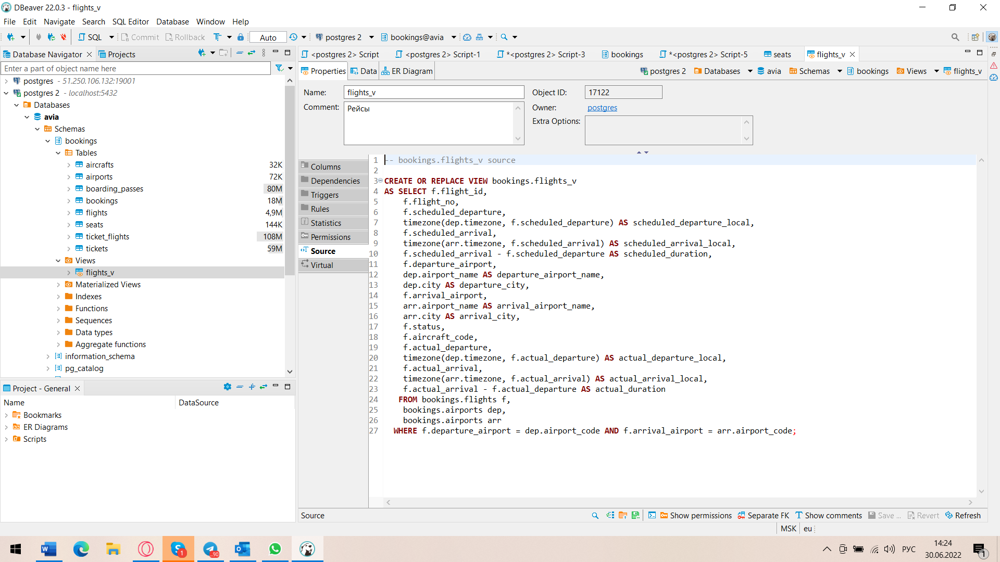 DBeaver 22.0.3 - flights_v
File Edit Navigate Search SQL Editor Database Window Help
SQL Commit Rollback Auto postgres 2 bookings@avia
Database Navigator Projects
Enter a part of object name here
postgres - 51.250.106.132:19001
postgres 2 - localhost:5432
Databases
avia
Schemas
bookings
Tables
aircrafts 32K
airports 72K
boarding_passes 80M
bookings 18M
flights 4,9M
seats 144K
ticket_flights 108M
tickets 59M
Views
flights_v
Materialized Views
Indexes
Functions
Sequences
Data types
Aggregate functions
information_schema
pg_catalog
Project - General
Name DataSource
Bookmarks
ER Diagrams
Scripts
<postgres 2> Script <postgres 2> Script-1 *<postgres 2> Script-3 bookings *<postgres 2> Script-5 seats flights_v
Properties Data ER Diagram postgres 2 Databases avia Schemas bookings Views flights_v
Name: flights_v Object ID: 17122
Comment: Рейсы Owner: postgres
Extra Options:
Columns
Dependencies
Triggers
Rules
Statistics
Permissions
Source
Virtual
1 -- bookings.flights_v source
2
3 CREATE OR REPLACE VIEW bookings.flights_v
4 AS SELECT f.flight_id,
5 f.flight_no,
6 f.scheduled_departure,
7 timezone(dep.timezone, f.scheduled_departure) AS scheduled_departure_local,
8 f.scheduled_arrival,
9 timezone(arr.timezone, f.scheduled_arrival) AS scheduled_arrival_local,
10 f.scheduled_arrival - f.scheduled_departure AS scheduled_duration,
11 f.departure_airport,
12 dep.airport_name AS departure_airport_name,
13 dep.city AS departure_city,
14 f.arrival_airport,
15 arr.airport_name AS arrival_airport_name,
16 arr.city AS arrival_city,
17 f.status,
18 f.aircraft_code,
19 f.actual_departure,
20 timezone(dep.timezone, f.actual_departure) AS actual_departure_local,
21 f.actual_arrival,
22 timezone(arr.timezone, f.actual_arrival) AS actual_arrival_local,
23 f.actual_arrival - f.actual_departure AS actual_duration
24 FROM bookings.flights f,
25 bookings.airports dep,
26 bookings.airports arr
27 WHERE f.departure_airport = dep.airport_code AND f.arrival_airport = arr.airport_code;
Source Show permissions Separate FK Show comments Save ... Revert Refresh
MSK eu
1 ..90 РУС 14:24
30.06.2022 1